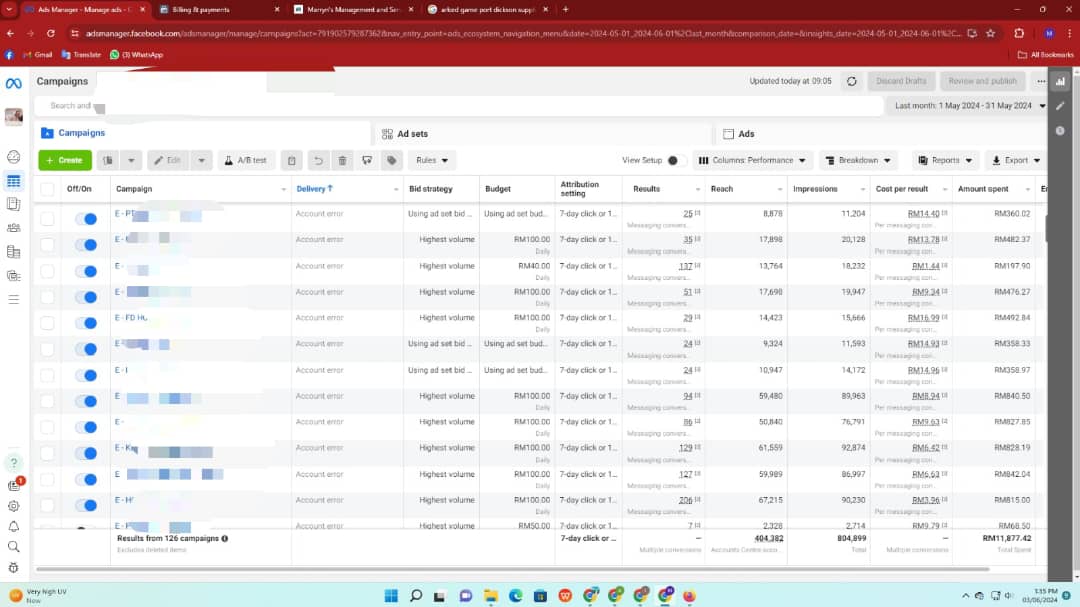 Ads Manager - Manage ads - C
Billing & payments
Marryn's Management and Ser
arked game port dickson suppl
adsmanager.facebook.com/adsmanager/manage/campaigns?act=791902579287362&nav_entry_point=ads_ecosystem_navigation_menu&date=2024-05-01_2024-06-01%2Clast_month&comparison_date=&insights_date=2024-05-01_2024-06-01%2C...
Gmail Translate (3) WhatsApp All Bookmarks
Campaigns Updated today at 09:05 Discard Drafts Review and publish
Search and Last month: 1 May 2024 - 31 May 2024
Campaigns Ad sets Ads
+ Create Edit A/B test Rules View Setup Columns: Performance Breakdown Reports Export
Off/On Campaign Delivery ↑ Bid strategy Budget Attribution setting Results Reach Impressions Cost per result Amount spent
E - PT Account error Using ad set bid ... Using ad set bud... 7-day click or 1... 25 8,878 11,204 RM14.40 RM360.02
Messaging convers... Per messaging con...
E - Account error Highest volume RM100.00 7-day click or 1... 35 17,898 20,128 RM13.78 RM482.37
Daily Messaging convers... Per messaging con...
E - Account error Highest volume RM40.00 7-day click or 1... 137 13,764 18,232 RM1.44 RM197.90
Daily Messaging convers... Per messaging con...
E - Account error Highest volume RM100.00 7-day click or 1... 51 17,698 19,947 RM9.34 RM476.27
Daily Messaging convers... Per messaging con...
E - FD Account error Highest volume RM100.00 7-day click or 1... 29 14,423 15,666 RM16.99 RM492.84
Daily Messaging convers... Per messaging con...
E - Account error Using ad set bid ... Using ad set bud... 7-day click or 1... 24 9,324 11,593 RM14.93 RM358.33
Messaging convers... Per messaging con...
E - Account error Using ad set bid ... Using ad set bud... 7-day click or 1... 24 10,947 14,172 RM14.96 RM358.97
Messaging convers... Per messaging con...
E - Account error Highest volume RM100.00 7-day click or 1... 94 59,480 89,963 RM8.94 RM840.50
Daily Messaging convers... Per messaging con...
E - Account error Highest volume RM100.00 7-day click or 1... 86 50,840 76,791 RM9.63 RM827.85
Daily Messaging convers... Per messaging con...
E - K Account error Highest volume RM100.00 7-day click or 1... 129 61,559 92,874 RM6.42 RM828.19
Daily Messaging convers... Per messaging con...
E Account error Highest volume RM100.00 7-day click or 1... 127 59,989 86,997 RM6.63 RM842.04
Daily Messaging convers... Per messaging con...
E - H Account error Highest volume RM100.00 7-day click or 1... 206 67,215 90,230 RM3.96 RM815.00
Daily Messaging convers... Per messaging con...
E - Account error Highest volume RM50.00 7-day click or 1... 7 2,328 2,714 RM9.79 RM68.50
Results from 126 campaigns 7-day click or ... — 404,382 804,899 — RM11,877.42
Excludes deleted items Multiple conversions Accounts Centre acco... Total Multiple conversions Total Spent
Very high UV
Now
1:35 PM
03/06/2024